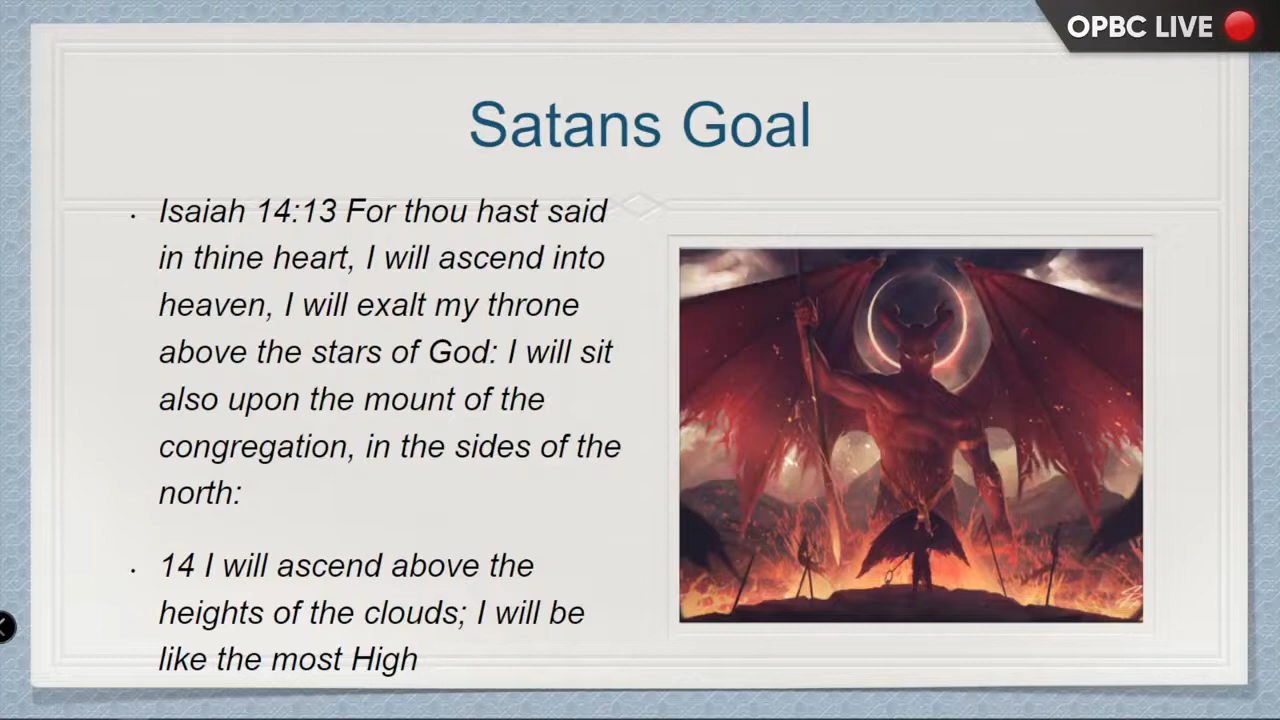 OPBC LIVE
Satans Goal
· Isaiah 14:13 For thou hast said
in thine heart, I will ascend into
heaven, I will exalt my throne
above the stars of God: I will sit
also upon the mount of the
congregation, in the sides of the
north:
· 14 I will ascend above the
heights of the clouds; I will be
like the most High